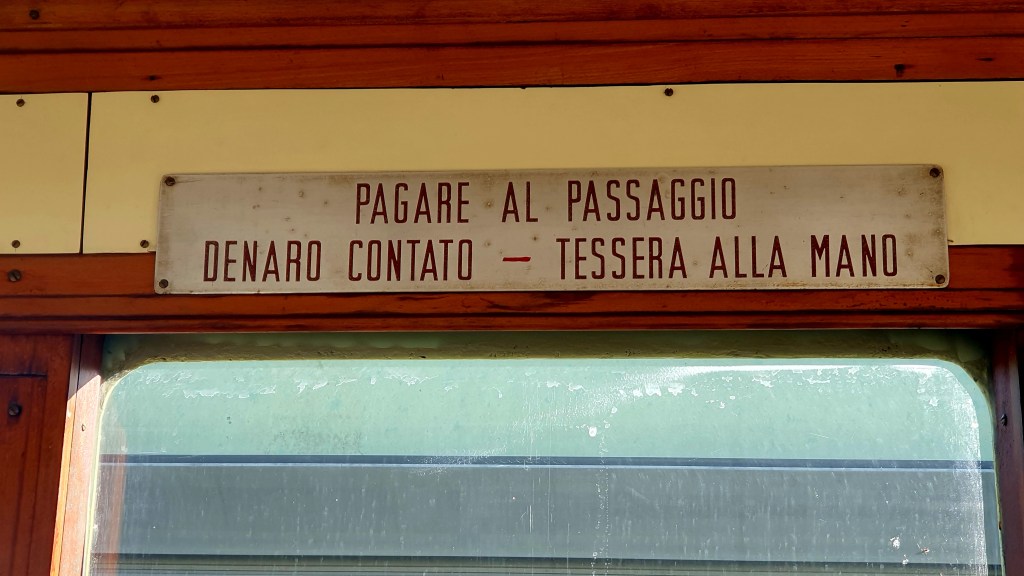 PAGARE AL PASSAGGIO
DENARO CONTATO – TESSERA ALLA MANO